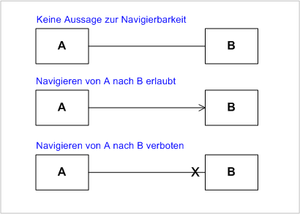 Keine Aussage zur Navigierbarkeit
A B
Navigieren von A nach B erlaubt
A B
Navigieren von A nach B verboten
A X B